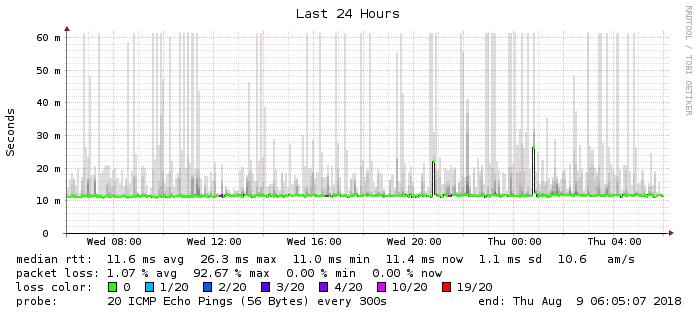 Last 24 Hours
RRDTOOL / TOBI OETIKER
Seconds
60 m
50 m
40 m
30 m
20 m
10 m
0
Wed 08:00 Wed 12:00 Wed 16:00 Wed 20:00 Thu 00:00 Thu 04:00
median rtt: 11.6 ms avg 26.3 ms max 11.0 ms min 11.4 ms now 1.1 ms sd 10.6 am/s
packet loss: 1.07 % avg 92.67 % max 0.00 % min 0.00 % now
loss color: 0 1/20 2/20 3/20 4/20 10/20 19/20
probe: 20 ICMP Echo Pings (56 Bytes) every 300s end: Thu Aug 9 06:05:07 2018